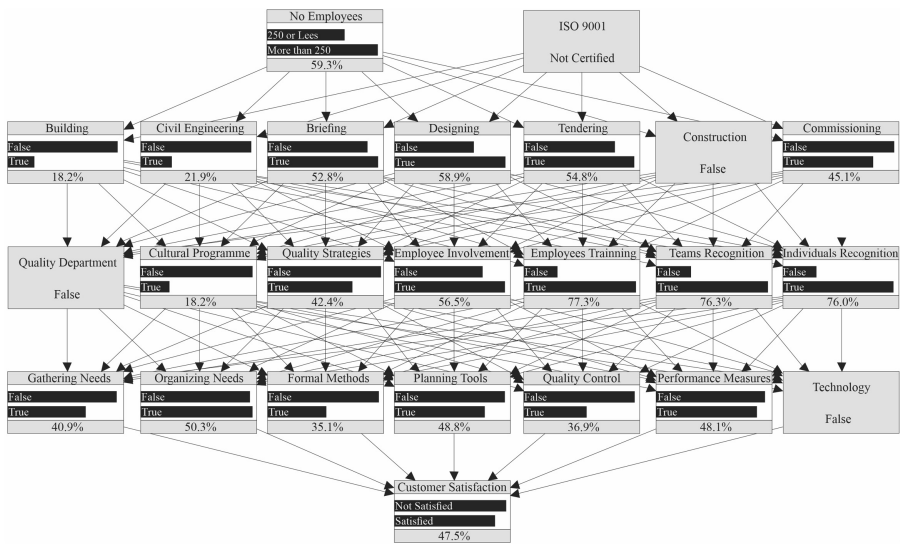 No Employees
250 or Lees
More than 250
59.3%
ISO 9001
Not Certified
Building
False
True
18.2%
Civil Engineering
False
True
21.9%
Briefing
False
True
52.8%
Designing
False
True
58.9%
Tendering
False
True
54.8%
Construction
False
Commissioning
False
True
45.1%
Quality Department
False
Cultural Programme
False
True
18.2%
Quality Strategies
False
True
42.4%
Employee Involvement
False
True
56.5%
Employees Trainning
False
True
77.3%
Teams Recognition
False
True
76.3%
Individuals Recognition
False
True
76.0%
Gathering Needs
False
True
40.9%
Organizing Needs
False
True
50.3%
Formal Methods
False
True
35.1%
Planning Tools
False
True
48.8%
Quality Control
False
True
36.9%
Performance Measures
False
True
48.1%
Technology
False
Customer Satisfaction
Not Satisfied
Satisfied
47.5%